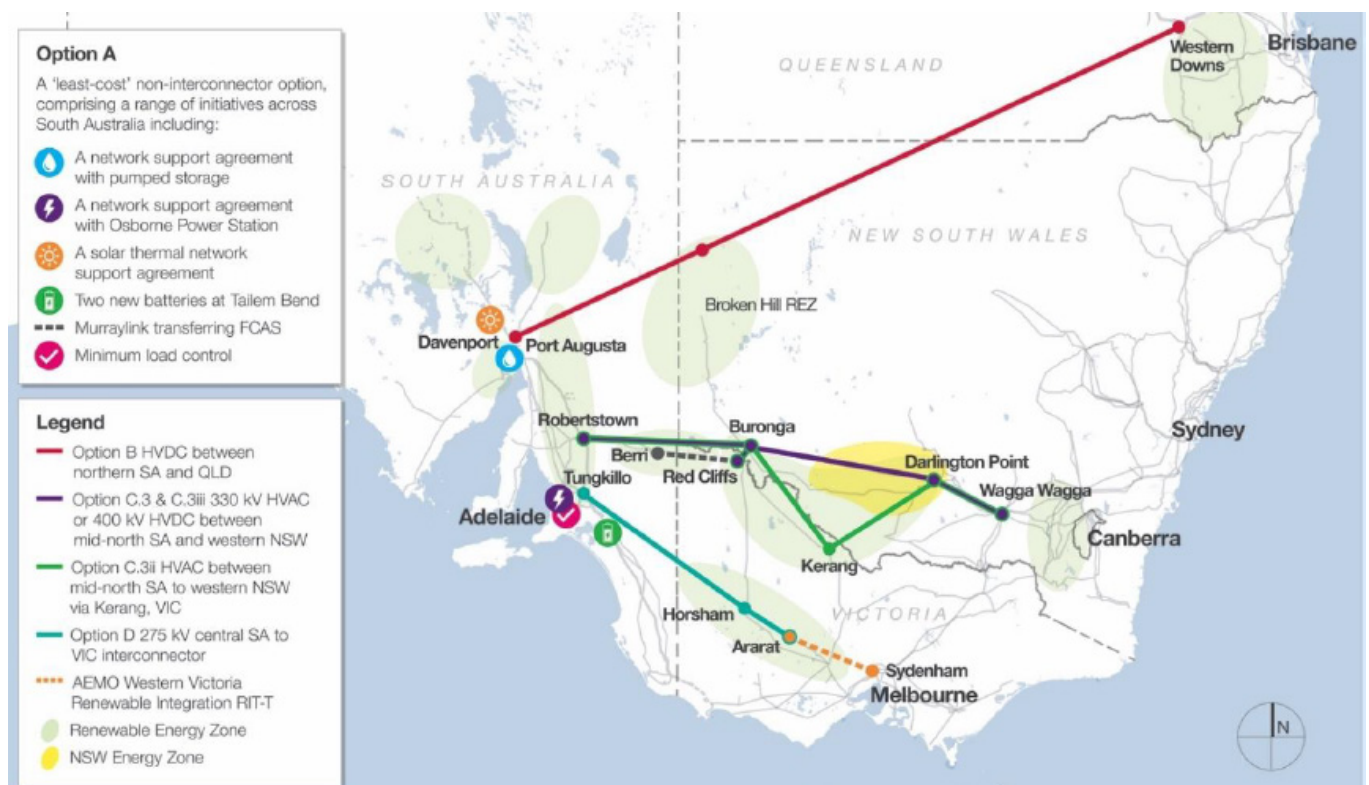 Option A
A ‘least-cost’ non-interconnector option,
comprising a range of initiatives across
South Australia including:
A network support agreement
with pumped storage
A network support agreement
with Osborne Power Station
A solar thermal network
support agreement
Two new batteries at Tailem Bend
Murraylink transferring FCAS
Minimum load control
Legend
Option B HVDC between
northern SA and QLD
Option C.3 & C.3iii 330 kV HVAC
or 400 kV HVDC between
mid-north SA and western NSW
Option C.3ii HVAC between
mid-north SA to western NSW
via Kerang, VIC
Option D 275 kV central SA to
VIC interconnector
AEMO Western Victoria
Renewable Integration RIT-T
Renewable Energy Zone
NSW Energy Zone
Western
Downs
Brisbane
QUEENSLAND
SOUTH AUSTRALIA
NEW SOUTH WALES
Broken Hill REZ
Davenport
Port Augusta
Robertstown
Buronga
Berri
Red Cliffs
Darlington Point
Sydney
Tungkillo
Wagga Wagga
Adelaide
Canberra
Kerang
Horsham
VICTORIA
Ararat
Sydenham
Melbourne
N